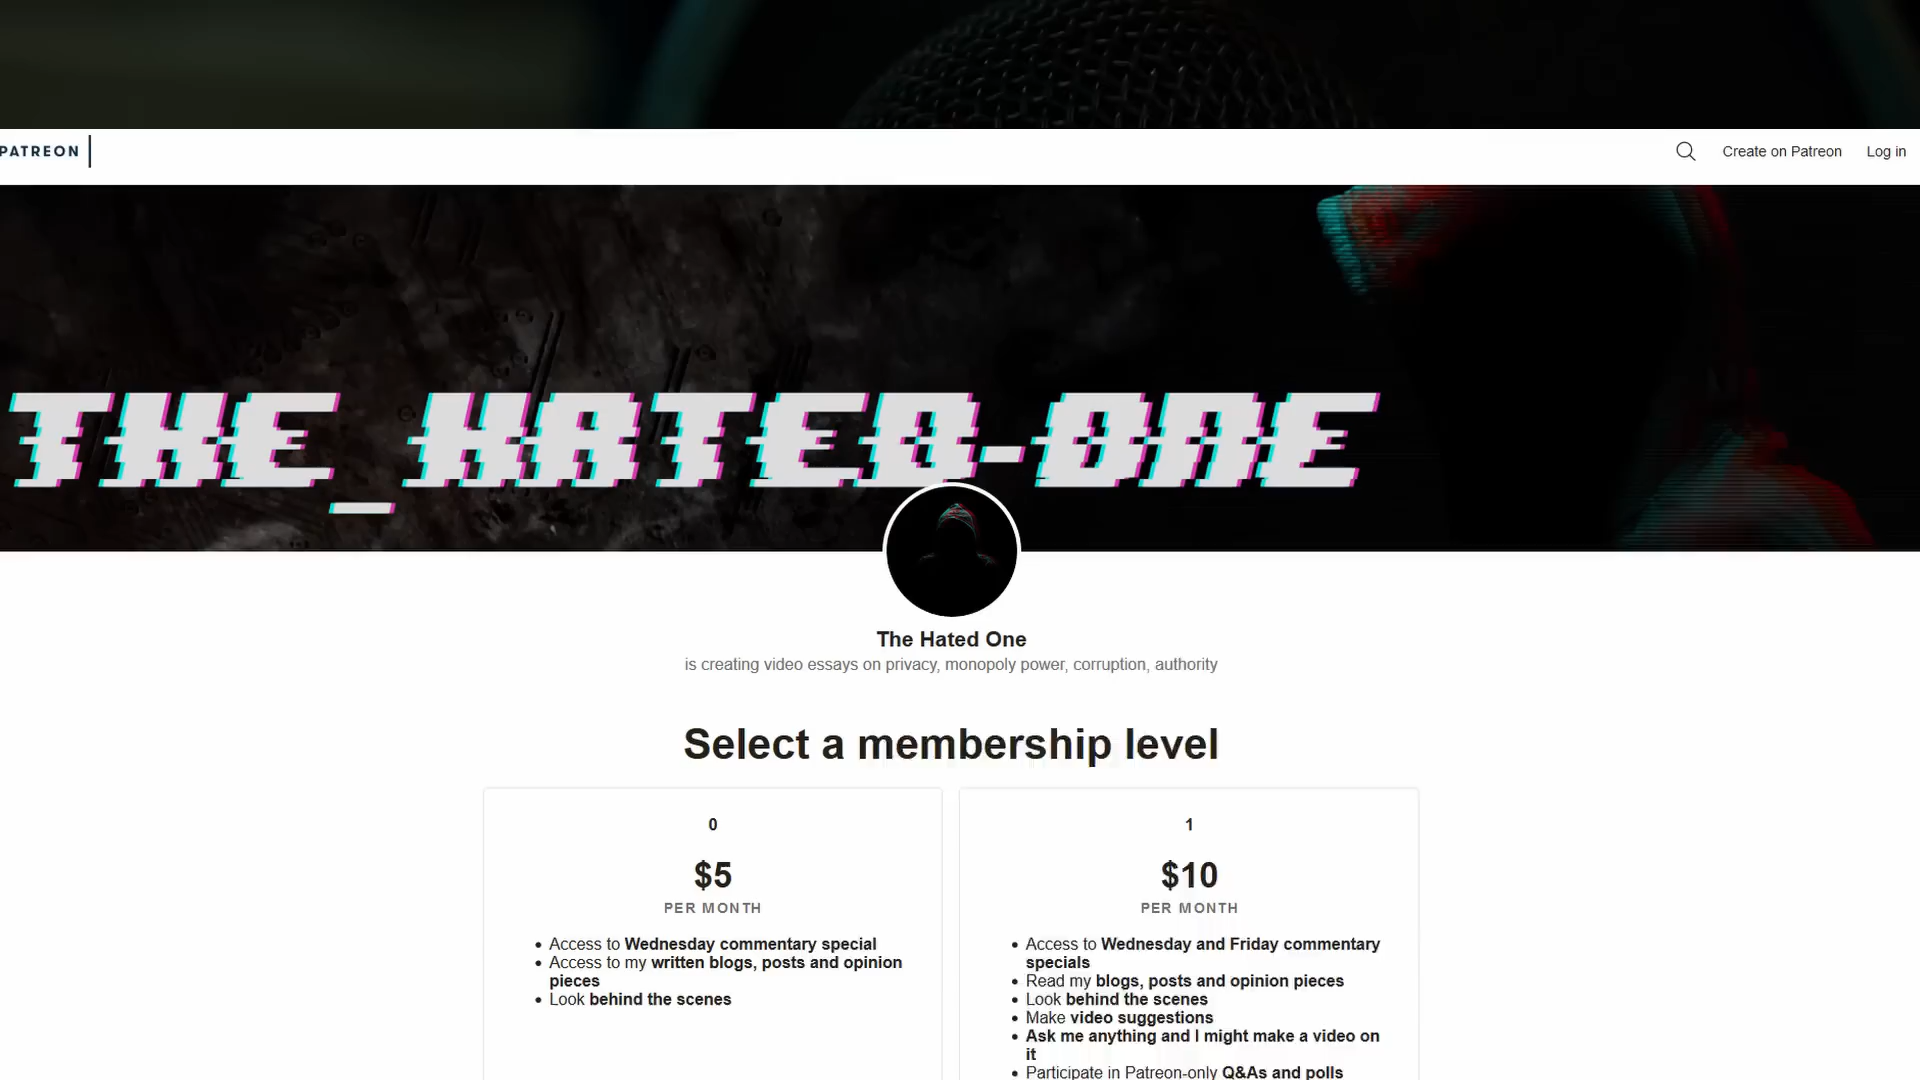 PATREON
Create on Patreon
Log in
THE_HATED-ONE
The Hated One
is creating video essays on privacy, monopoly power, corruption, authority
Select a membership level
0
$5
PER MONTH
• Access to Wednesday commentary special
• Access to my written blogs, posts and opinion
pieces
• Look behind the scenes
1
$10
PER MONTH
• Access to Wednesday and Friday commentary
specials
• Read my blogs, posts and opinion pieces
• Look behind the scenes
• Make video suggestions
• Ask me anything and I might make a video on
it
• Participate in Patreon-only Q&As and polls